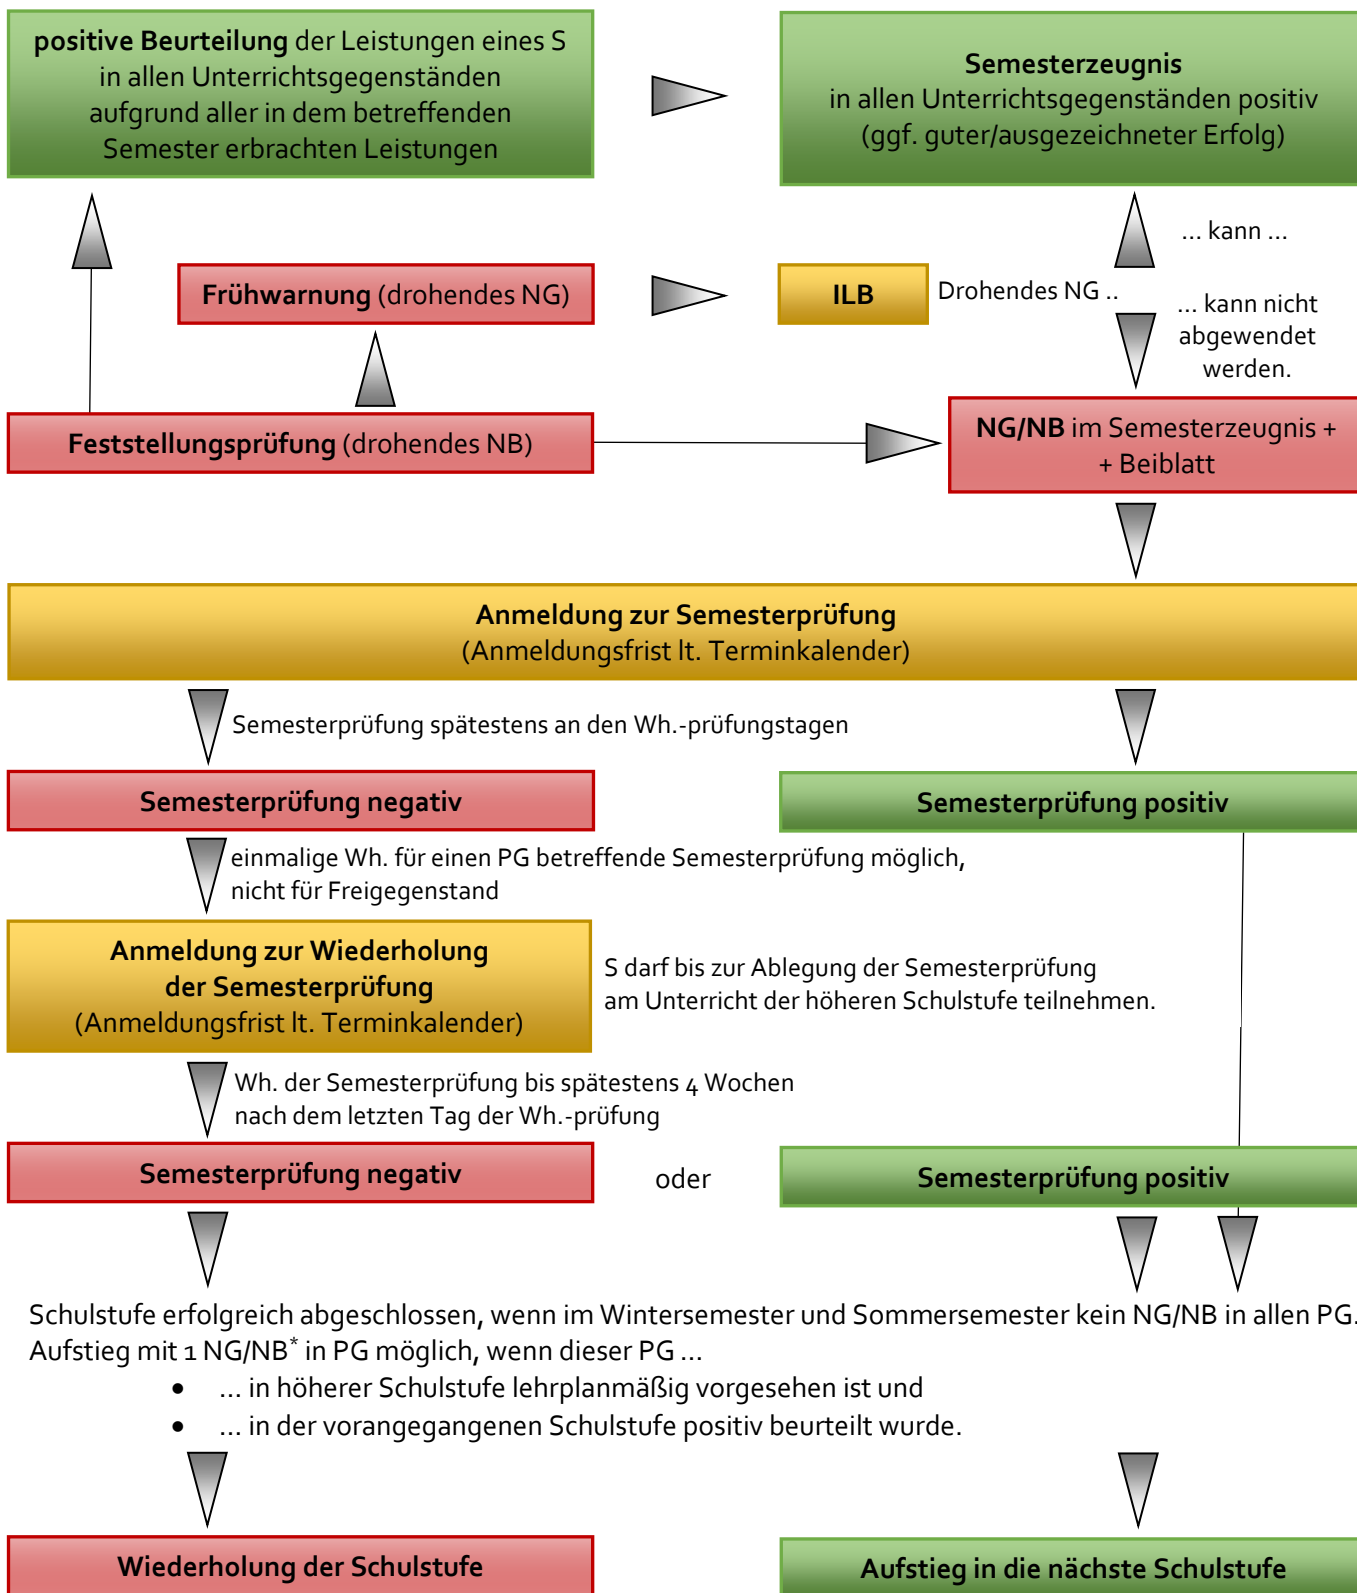 positive Beurteilung der Leistungen eines S
in allen Unterrichtsgegenständen
aufgrund aller in dem betreffenden
Semester erbrachten Leistungen
Semesterzeugnis
in allen Unterrichtsgegenständen positiv
(ggf. guter/ausgezeichneter Erfolg)
... kann ...
Frühwarnung (drohendes NG)
ILB
Drohendes NG ..
... kann nicht
abgewendet
werden.
Feststellungsprüfung (drohendes NB)
NG/NB im Semesterzeugnis +
+ Beiblatt
Anmeldung zur Semesterprüfung
(Anmeldungsfrist lt. Terminkalender)
Semesterprüfung spätestens an den Wh.-prüfungstagen
Semesterprüfung negativ
Semesterprüfung positiv
einmalige Wh. für einen PG betreffende Semesterprüfung möglich,
nicht für Freigegenstand
Anmeldung zur Wiederholung
der Semesterprüfung
(Anmeldungsfrist lt. Terminkalender)
S darf bis zur Ablegung der Semesterprüfung
am Unterricht der höheren Schulstufe teilnehmen.
Wh. der Semesterprüfung bis spätestens 4 Wochen
nach dem letzten Tag der Wh.-prüfung
Semesterprüfung negativ
oder
Semesterprüfung positiv
Schulstufe erfolgreich abgeschlossen, wenn im Wintersemester und Sommersemester kein NG/NB in allen PG.
Aufstieg mit 1 NG/NB* in PG möglich, wenn dieser PG ...
• ... in höherer Schulstufe lehrplanmäßig vorgesehen ist und
• ... in der vorangegangenen Schulstufe positiv beurteilt wurde.
Wiederholung der Schulstufe
Aufstieg in die nächste Schulstufe